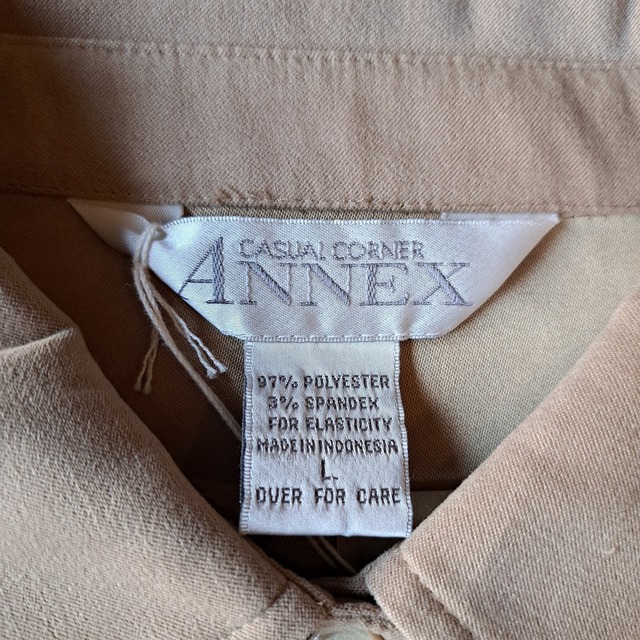 CASUAL CORNER
ANNEX
97% POLYESTER
3% SPANDEX
FOR ELASTICITY
MADE IN INDONESIA
L.
OVER FOR CARE